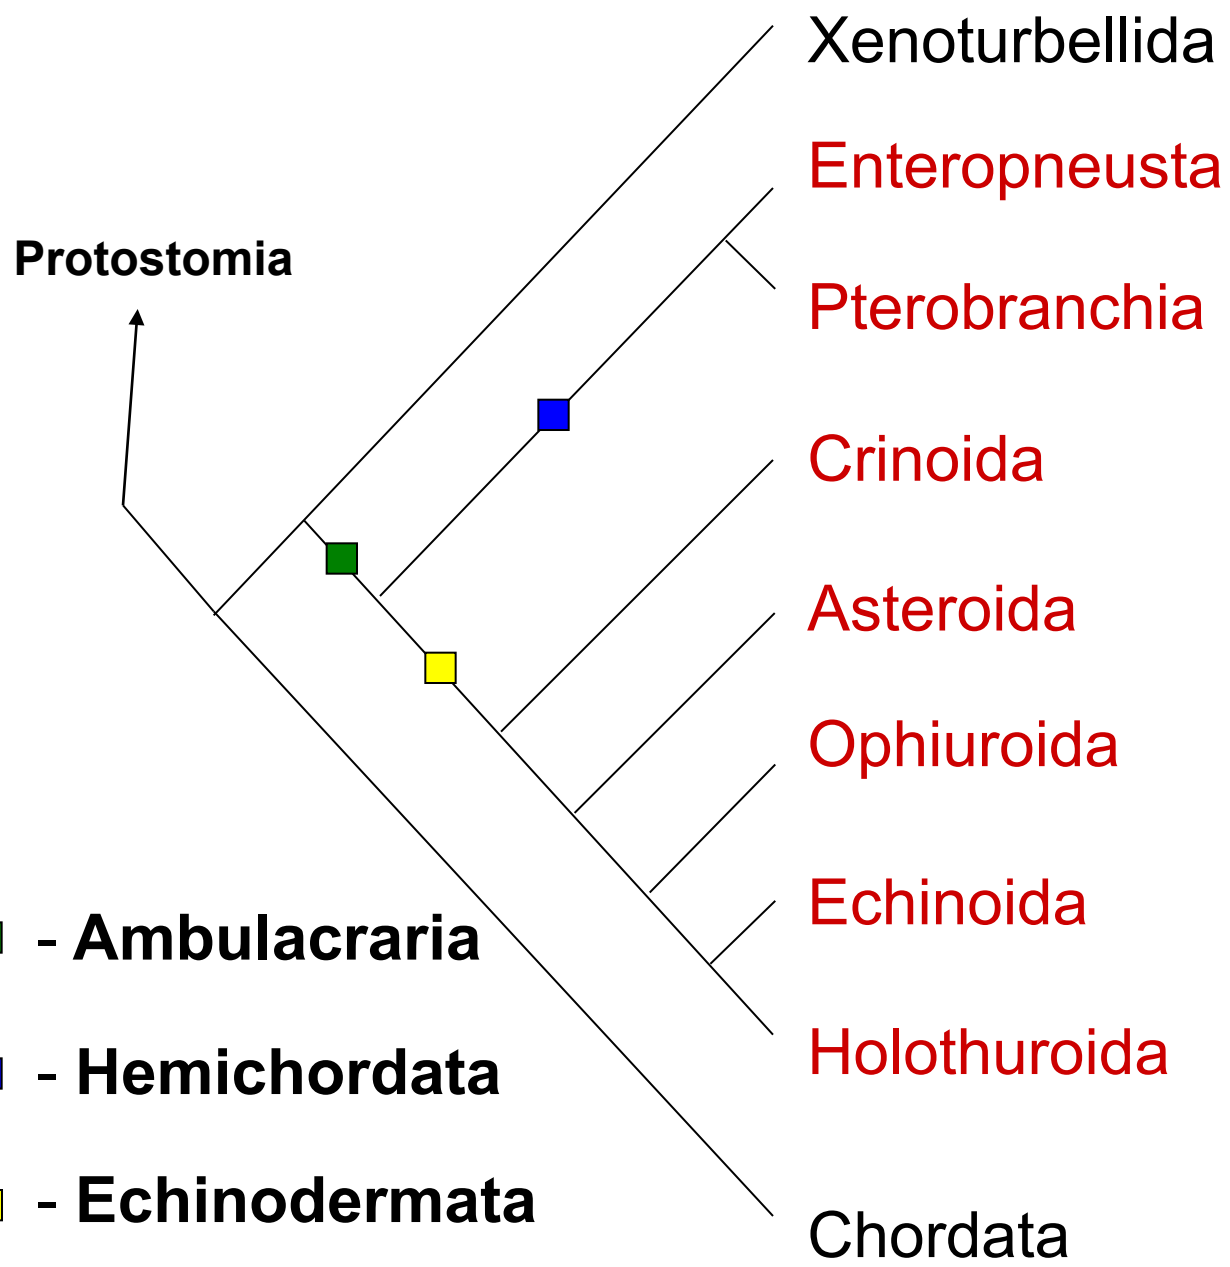 Xenoturbellida
Enteropneusta
Protostomia
Pterobranchia
Crinoida
Asteroida
Ophiuroida
Echinoida
- Ambulacraria
Holothuroida
- Hemichordata
- Echinodermata
Chordata